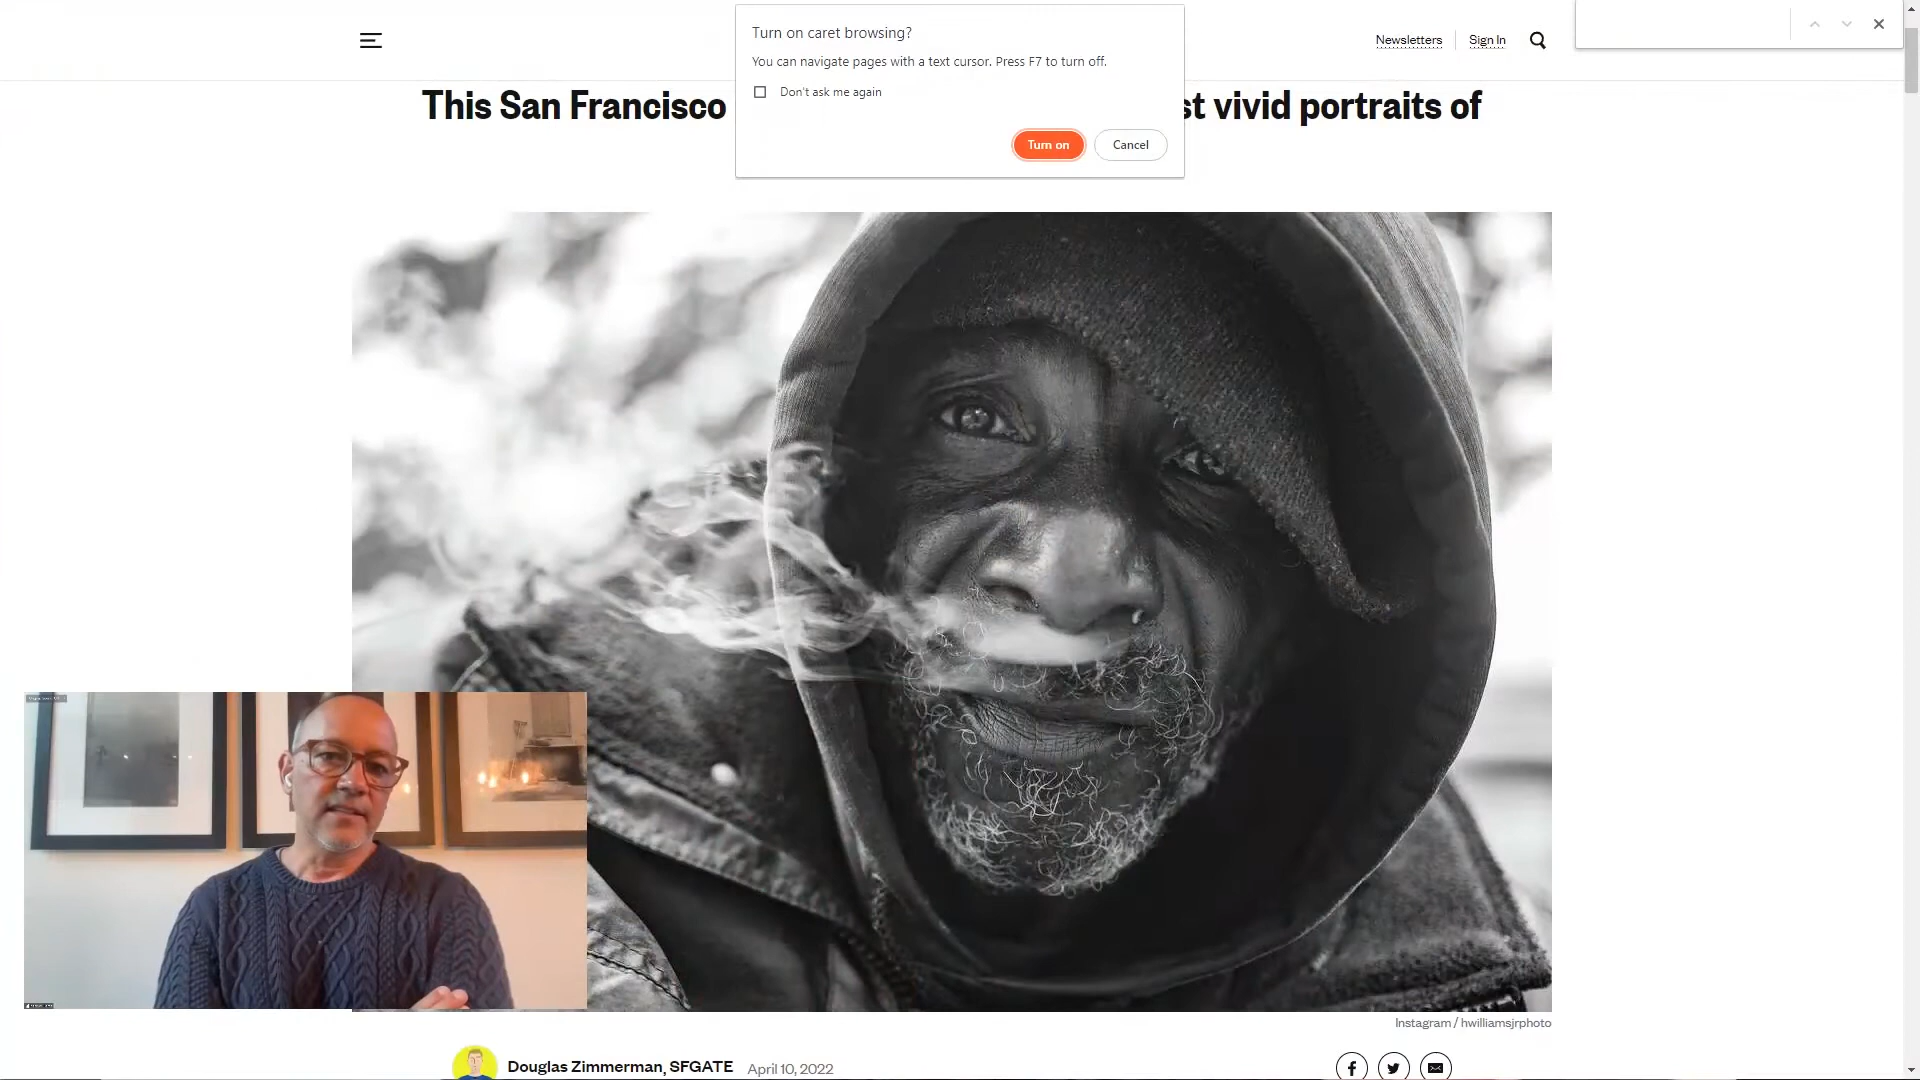 Turn on caret browsing?
You can navigate pages with a text cursor. Press F7 to turn off.
Don't ask me again
Turn on
Cancel
Newsletters
Sign In
This San Francisco
st vivid portraits of
Instagram / hwilliamsjrphoto
Douglas Zimmerman, SFGATE
April 10, 2022